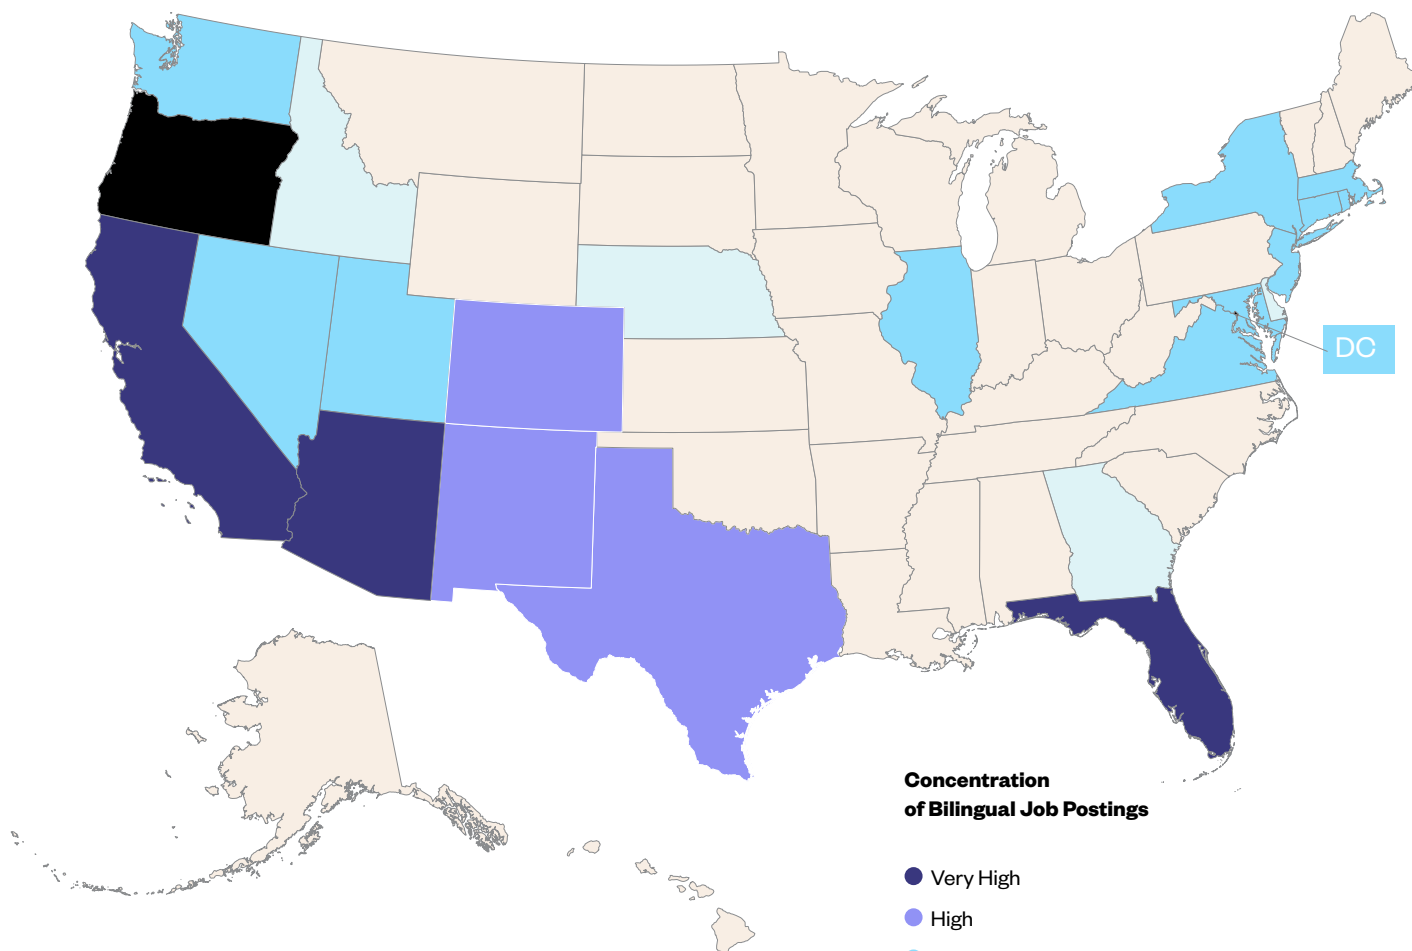 DC
Concentration
of Bilingual Job Postings
Very High
High